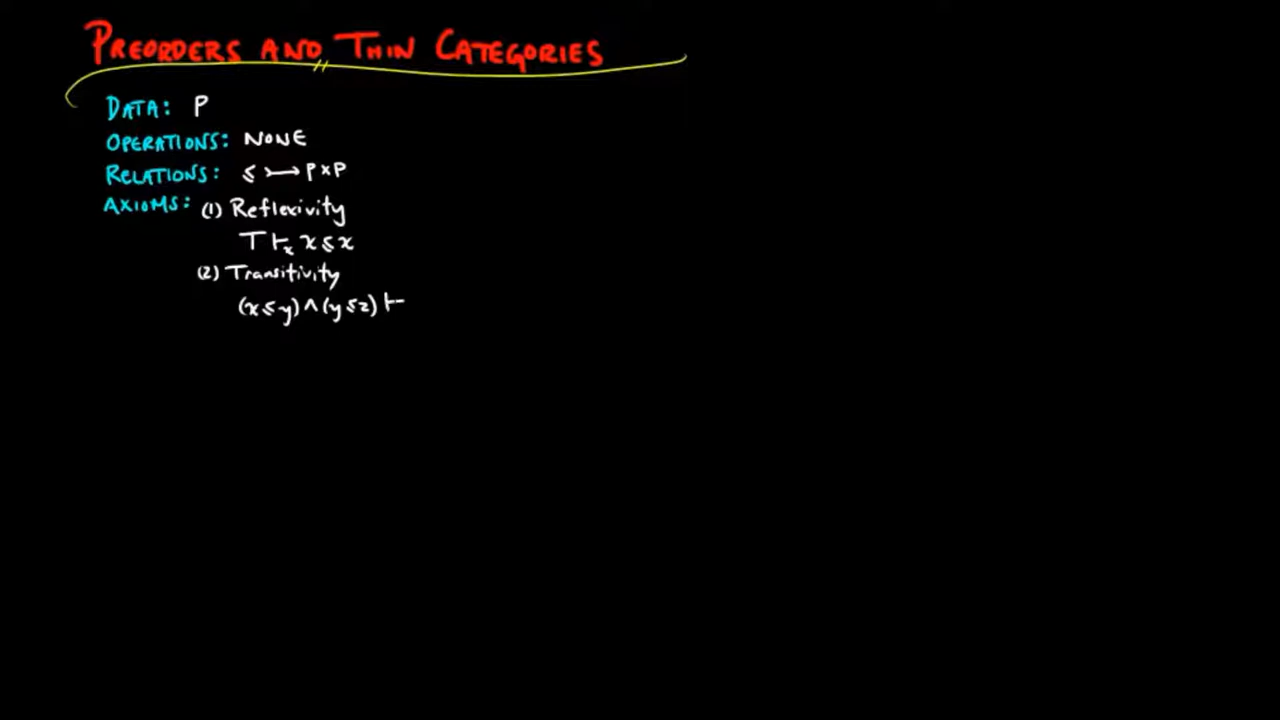 PREORDERS AND THIN CATEGORIES
DATA: P
OPERATIONS: NONE
RELATIONS: ≤ ↣ P×P
AXIOMS: (1) Reflexivity
⊤ ⊢ₓ x ≤ x
(2) Transitivity
(x ≤ y) ∧ (y ≤ z) ⊢